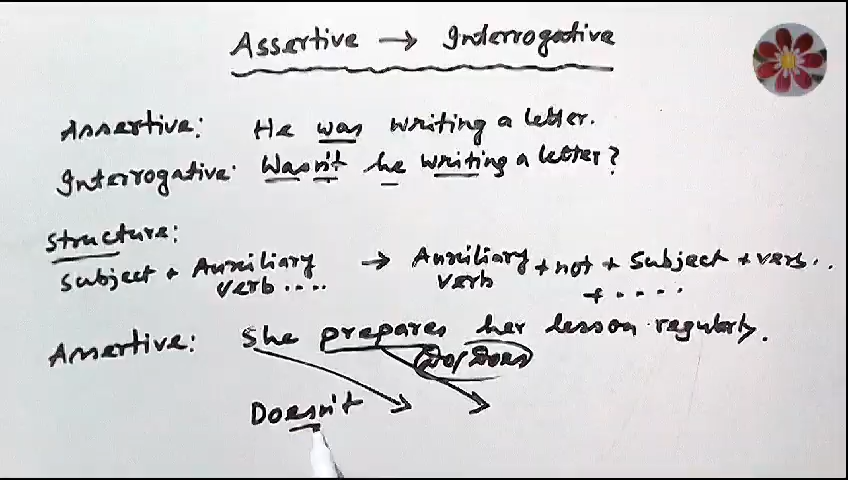 Assertive → Interrogative
Assertive: He was writing a letter.
Interrogative: Wasn't he writing a letter?
Structure:
Subject + Auxiliary verb .... → Auxiliary verb + not + Subject + verb.. + .....
Assertive: She prepares her lesson regularly.
(Do/Does)
Doesn't